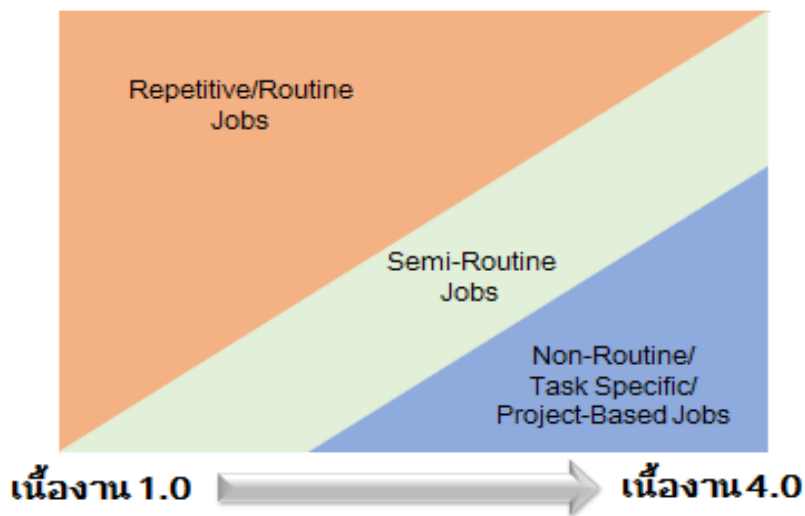 Repetitive/Routine
Jobs
Semi-Routine
Jobs
Non-Routine/
Task Specific/
Project-Based Jobs
เนื้องาน 1.0
เนื้องาน 4.0